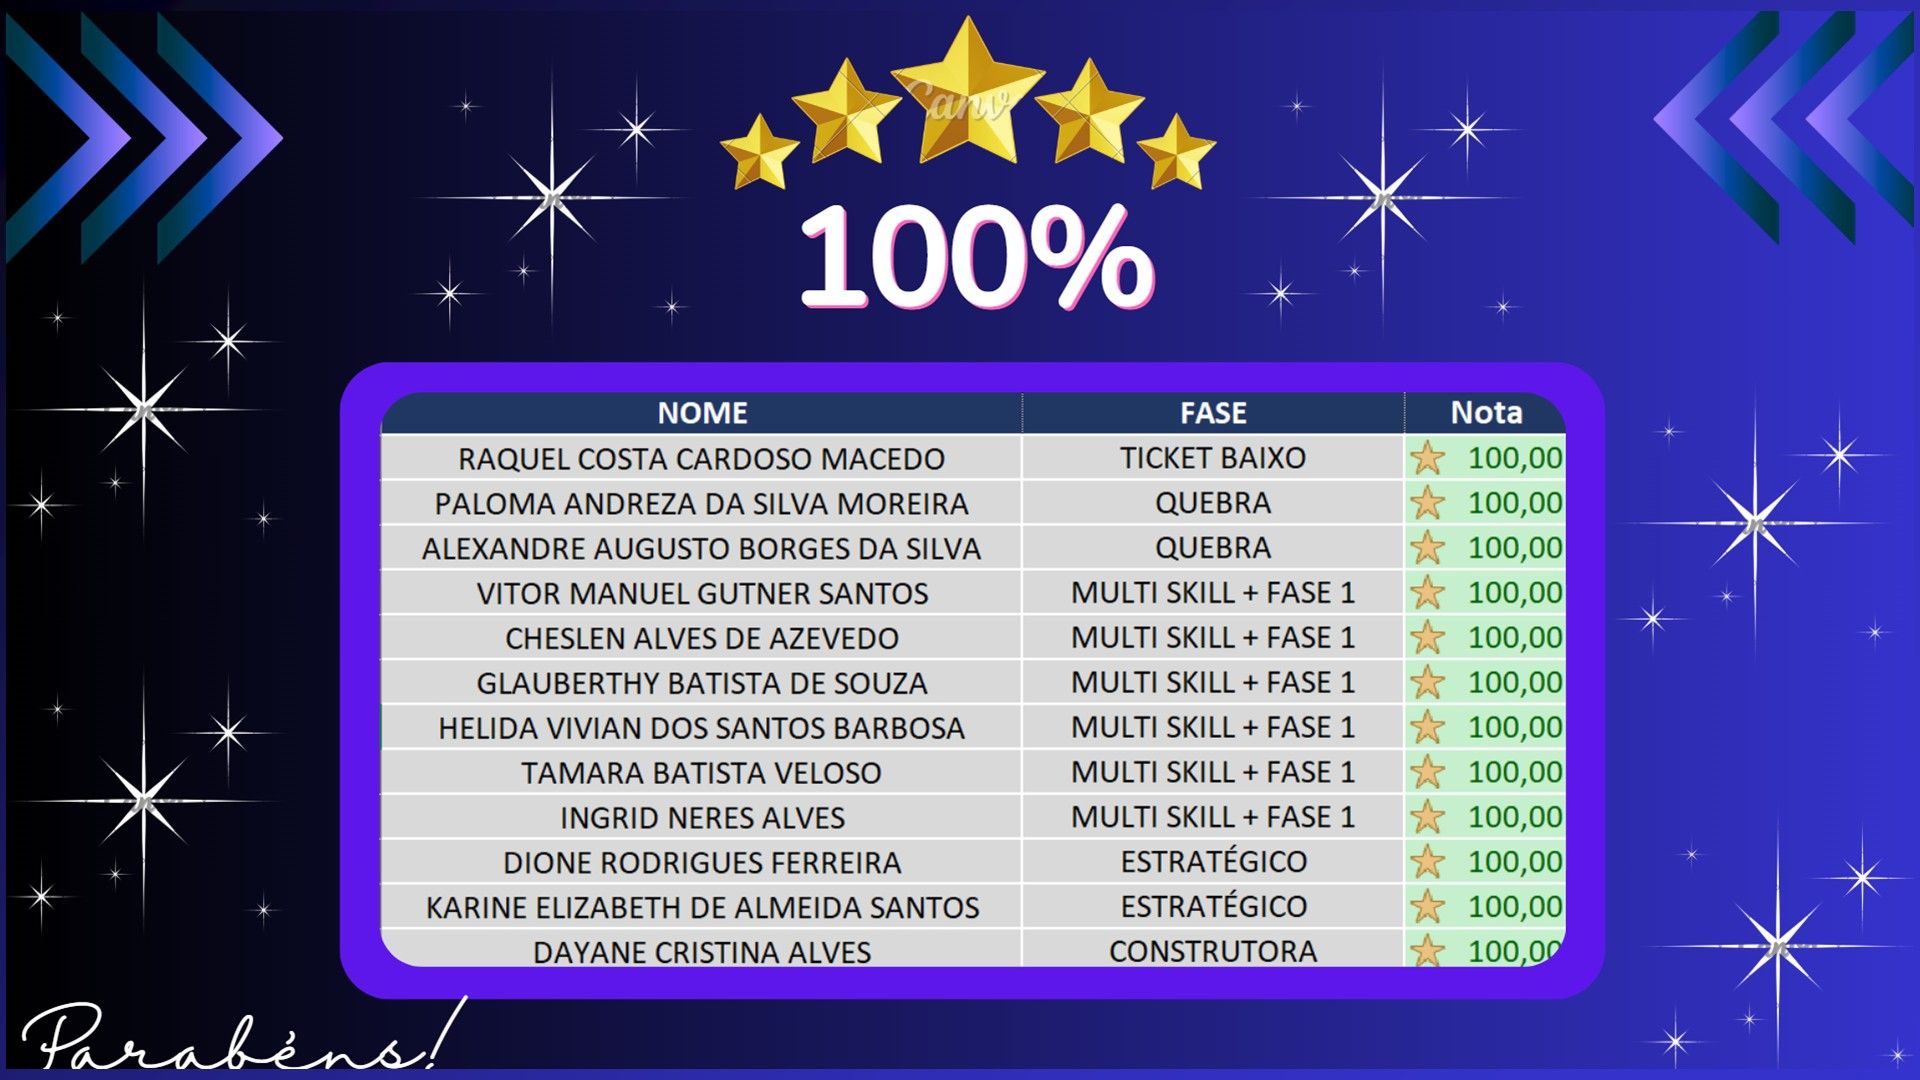 Canv
100%
NOME FASE Nota
RAQUEL COSTA CARDOSO MACEDO TICKET BAIXO 100,00
PALOMA ANDREZA DA SILVA MOREIRA QUEBRA 100,00
ALEXANDRE AUGUSTO BORGES DA SILVA QUEBRA 100,00
VITOR MANUEL GUTNER SANTOS MULTI SKILL + FASE 1 100,00
CHESLEN ALVES DE AZEVEDO MULTI SKILL + FASE 1 100,00
GLAUBERTHY BATISTA DE SOUZA MULTI SKILL + FASE 1 100,00
HELIDA VIVIAN DOS SANTOS BARBOSA MULTI SKILL + FASE 1 100,00
TAMARA BATISTA VELOSO MULTI SKILL + FASE 1 100,00
INGRID NERES ALVES MULTI SKILL + FASE 1 100,00
DIONE RODRIGUES FERREIRA ESTRATÉGICO 100,00
KARINE ELIZABETH DE ALMEIDA SANTOS ESTRATÉGICO 100,00
DAYANE CRISTINA ALVES CONSTRUTORA 100,00
Parabéns!